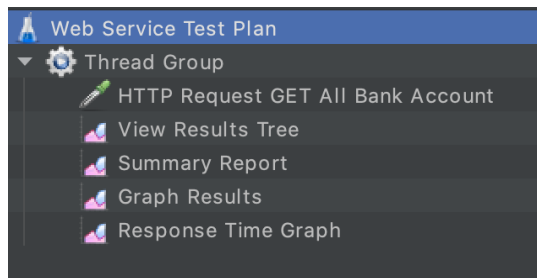 Web Service Test Plan
Thread Group
HTTP Request GET All Bank Account
View Results Tree
Summary Report
Graph Results
Response Time Graph